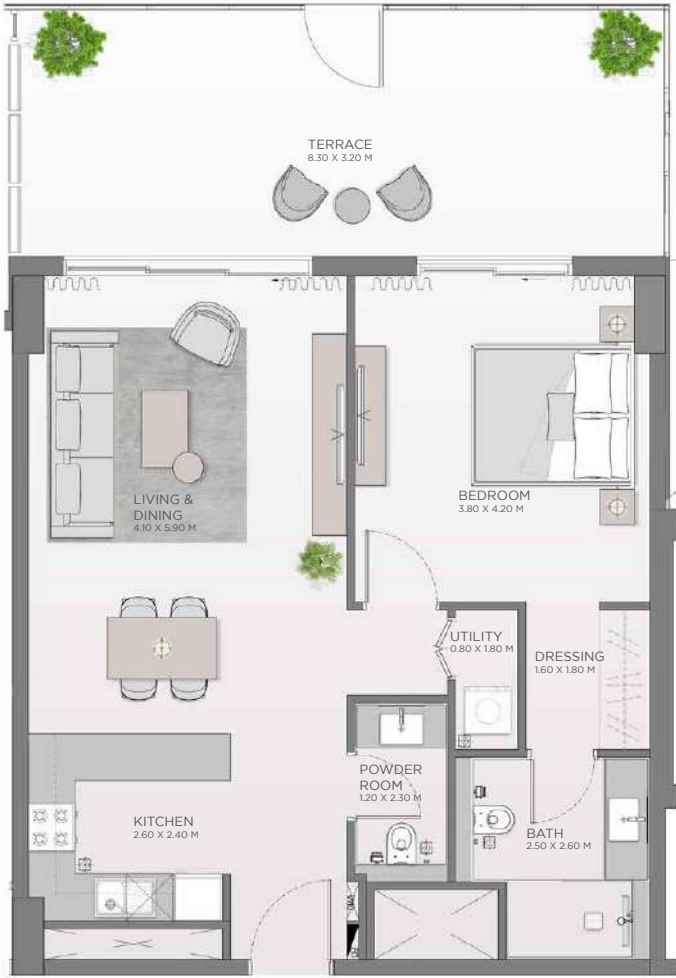 TERRACE
8.30 X 3.20 M
LIVING &
DINING
4.10 X 5.90 M
BEDROOM
3.80 X 4.20 M
UTILITY
0.80 X 1.80 M
DRESSING
1.60 X 1.80 M
POWDER
ROOM
1.20 X 2.30 M
KITCHEN
2.60 X 2.40 M
BATH
2.50 X 2.60 M